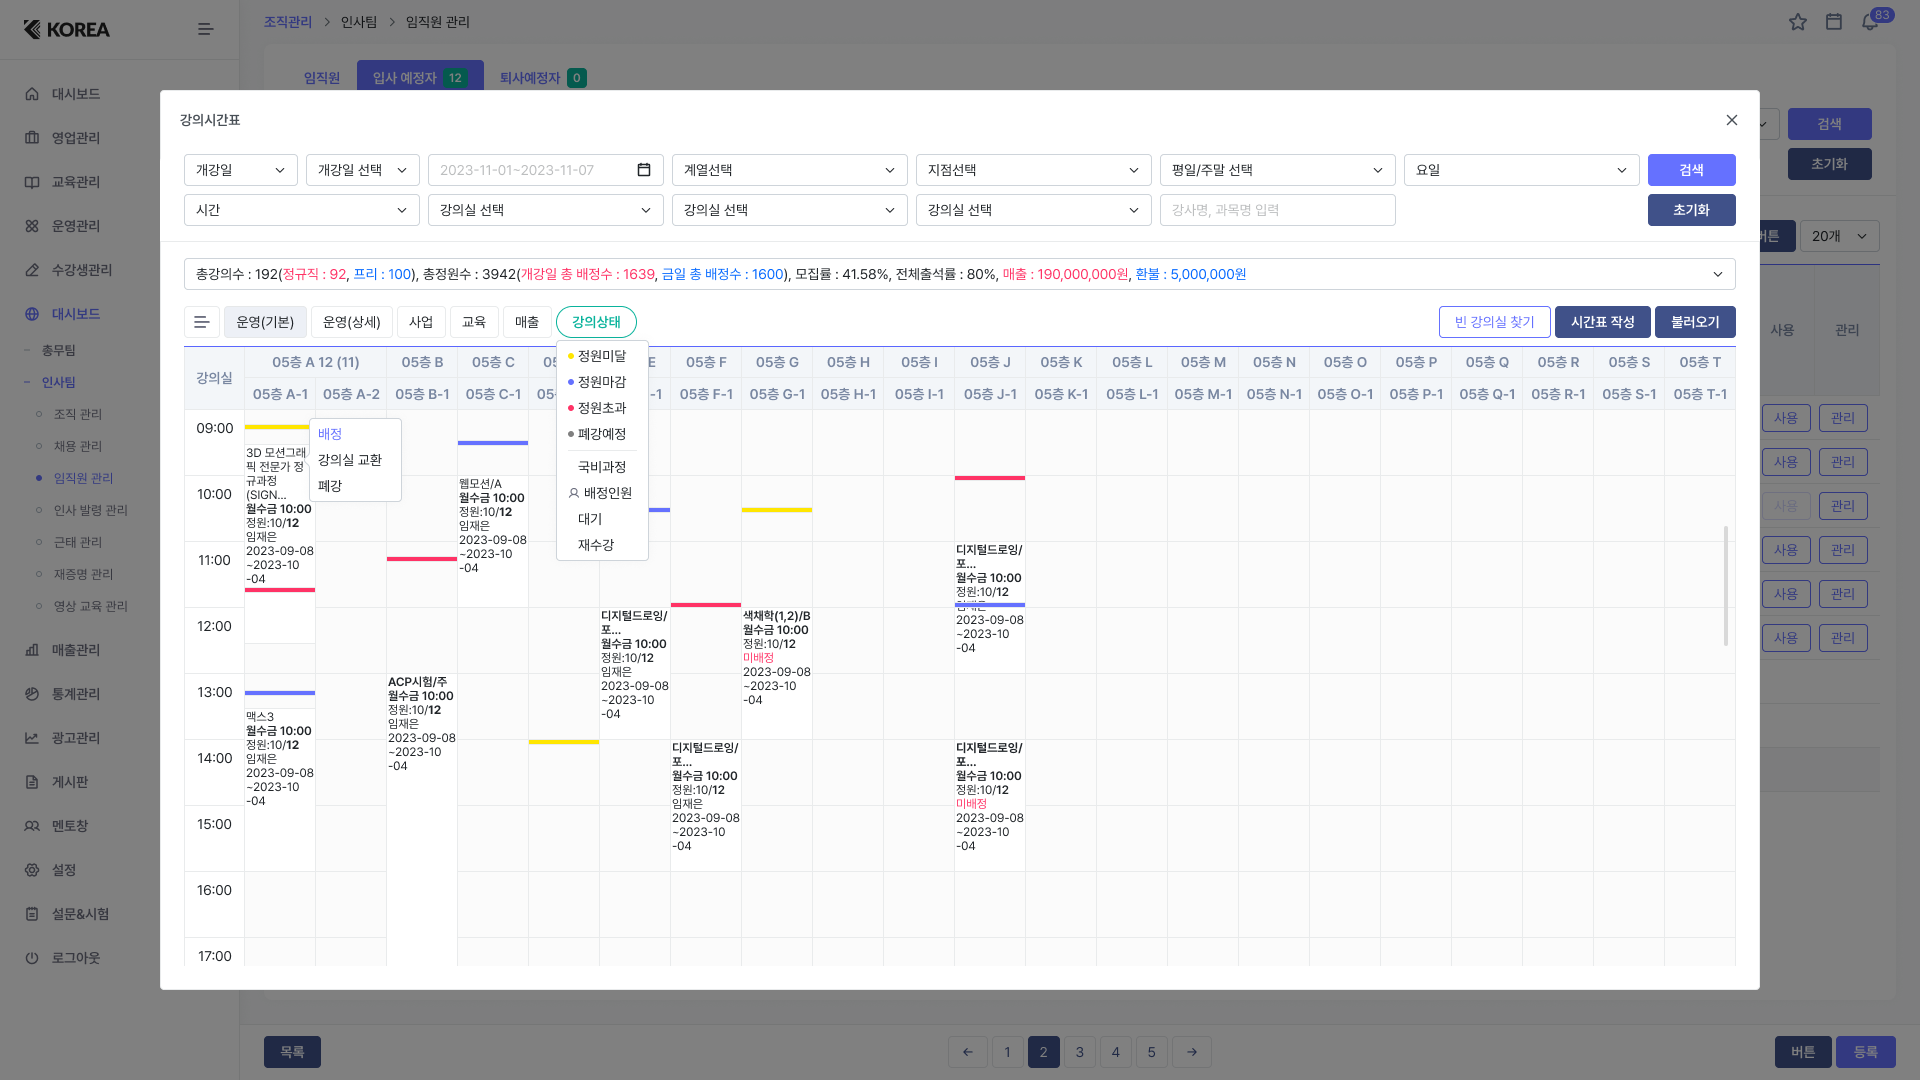 KOREA
조직관리 > 인사팀 > 임직원 관리
83
임직원
입사 예정자 12
퇴사예정자 0
대시보드
영업관리
교육관리
운영관리
수강생관리
대시보드
총무팀
인사팀
조직 관리
채용 관리
임직원 관리
인사 발령 관리
근태 관리
재증명 관리
영상 교육 관리
매출관리
통계관리
광고관리
게시판
멘토창
설정
설문&시험
로그아웃
검색
초기화
버튼
20개
사용
관리
사용 관리
사용 관리
사용 관리
사용 관리
사용 관리
사용 관리
강의시간표
개강일
개강일 선택
2023-11-01~2023-11-07
계열선택
지점선택
평일/주말 선택
요일
검색
시간
강의실 선택
강의실 선택
강의실 선택
강사명, 과목명 입력
초기화
총강의수 : 192(정규직 : 92, 프리 : 100), 총정원수 : 3942(개강일 총 배정수 : 1639, 금일 총 배정수 : 1600), 모집률 : 41.58%, 전체출석률 : 80%, 매출 : 190,000,000원, 환불 : 5,000,000원
운영(기본)
운영(상세)
사업
교육
매출
강의상태
빈 강의실 찾기
시간표 작성
불러오기
정원미달
정원마감
정원초과
폐강예정
국비과정
배정인원
대기
재수강
강의실
05층 A 12 (11)
05층 B
05층 C
05
E
05층 F
05층 G
05층 H
05층 I
05층 J
05층 K
05층 L
05층 M
05층 N
05층 O
05층 P
05층 Q
05층 R
05층 S
05층 T
05층 A-1
05층 A-2
05층 B-1
05층 C-1
05
-1
05층 F-1
05층 G-1
05층 H-1
05층 I-1
05층 J-1
05층 K-1
05층 L-1
05층 M-1
05층 N-1
05층 O-1
05층 P-1
05층 Q-1
05층 R-1
05층 S-1
05층 T-1
09:00
10:00
11:00
12:00
13:00
14:00
15:00
16:00
17:00
배정
강의실 교환
폐강
3D 모션그래
픽 전문가 정
규과정
(SIGN...
월수금 10:00
정원:10/12
임재은
2023-09-08
~2023-10
-04
맥스3
월수금 10:00
정원:10/12
임재은
2023-09-08
~2023-10
-04
ACP시험/주
월수금 10:00
정원:10/12
임재은
2023-09-08
~2023-10
-04
웹모션/A
월수금 10:00
정원:10/12
임재은
2023-09-08
~2023-10
-04
디지털드로잉/
포...
월수금 10:00
정원:10/12
임재은
2023-09-08
~2023-10
-04
디지털드로잉/
포...
월수금 10:00
정원:10/12
임재은
2023-09-08
~2023-10
-04
색채학(1,2)/B
월수금 10:00
정원:10/12
미배정
2023-09-08
~2023-10
-04
디지털드로잉/
포...
월수금 10:00
정원:10/12
2023-09-08
~2023-10
-04
디지털드로잉/
포...
월수금 10:00
정원:10/12
미배정
2023-09-08
~2023-10
-04
목록
← 1 2 3 4 5 →
버튼
등록